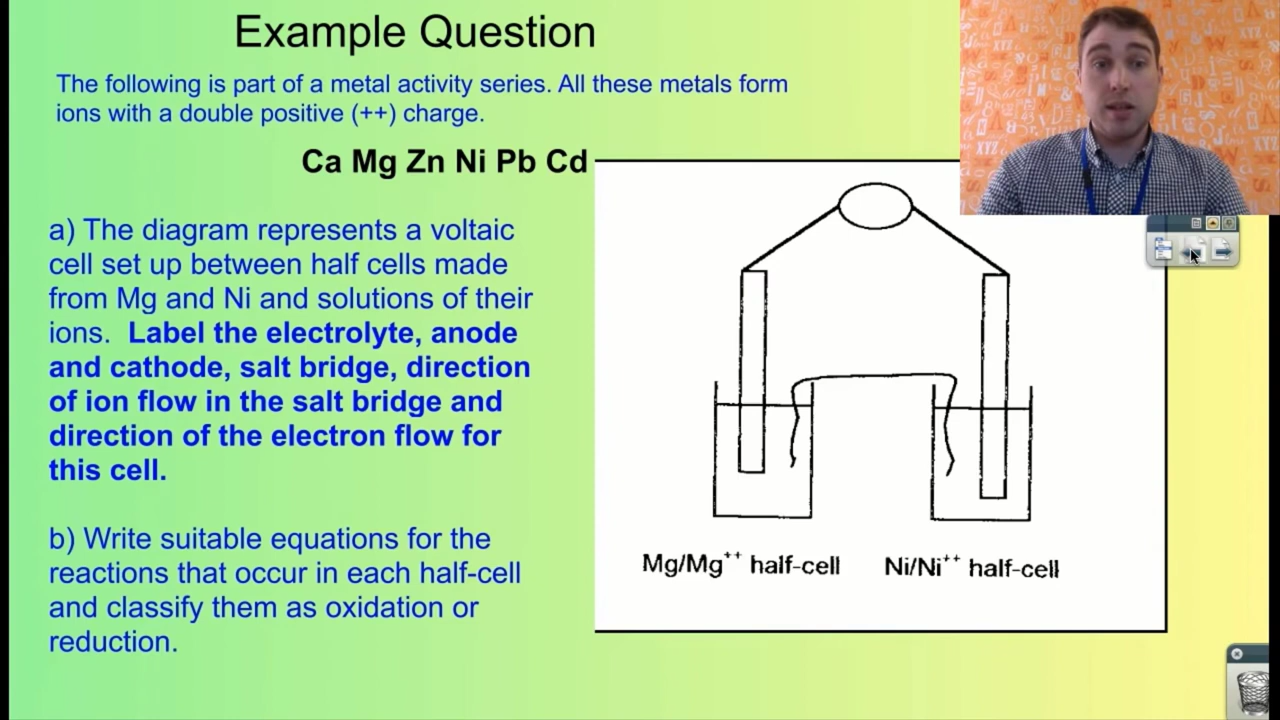 Example Question
The following is part of a metal activity series. All these metals form
ions with a double positive (++) charge.
Ca Mg Zn Ni Pb Cd
a) The diagram represents a voltaic
cell set up between half cells made
from Mg and Ni and solutions of their
ions. Label the electrolyte, anode
and cathode, salt bridge, direction
of ion flow in the salt bridge and
direction of the electron flow for
this cell.
b) Write suitable equations for the
reactions that occur in each half-cell
and classify them as oxidation or
reduction.
Mg/Mg⁺⁺ half-cell
Ni/Ni⁺⁺ half-cell